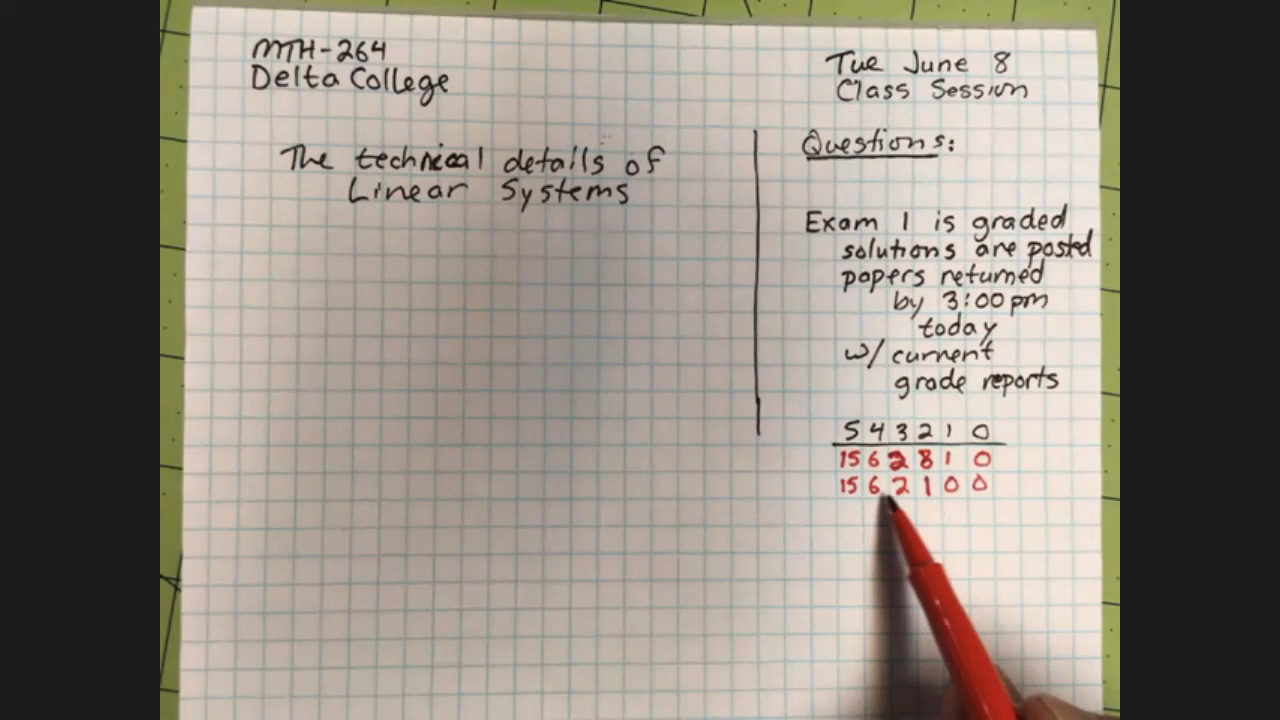 MTH-264
Delta College
Tue June 8
Class Session
The technical details of
Linear Systems
Questions:
Exam 1 is graded
solutions are posted
papers returned
by 3:00pm
today
w/ current
grade reports
5 4 3 2 1 0
15 6 2 8 1 0
15 6 2 1 0 0